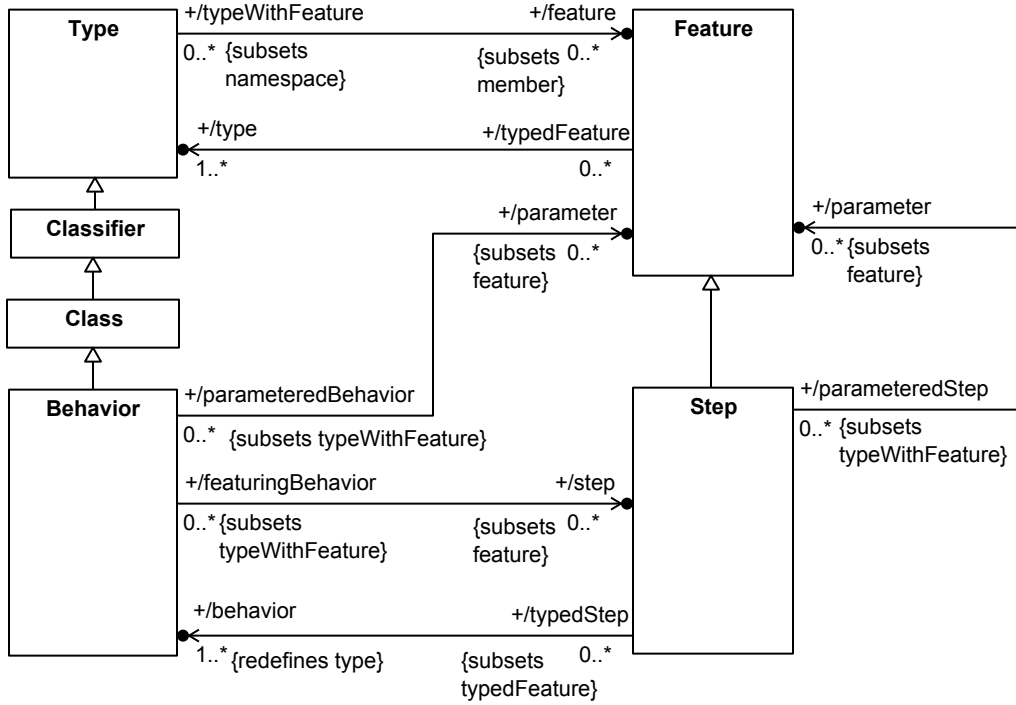 +/typeWithFeature
+/feature
Type
Feature
0..* {subsets
namespace}
{subsets 0..*
member}
+/type
+/typedFeature
1..*
0..*
+/parameter
+/parameter
Classifier
{subsets 0..*
feature}
0..* {subsets
feature}
Class
+/parameteredBehavior
+/parameteredStep
Behavior
Step
0..* {subsets typeWithFeature}
0..* {subsets
typeWithFeature}
+/featuringBehavior
+/step
0..* {subsets
typeWithFeature}
{subsets 0..*
feature}
+/behavior
+/typedStep
1..* {redefines type}
{subsets 0..*
typedFeature}